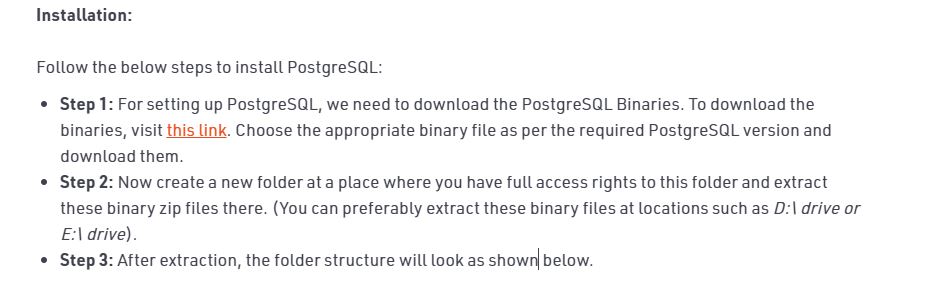 Installation:
Follow the below steps to install PostgreSQL:
• Step 1: For setting up PostgreSQL, we need to download the PostgreSQL Binaries. To download the
binaries, visit this link. Choose the appropriate binary file as per the required PostgreSQL version and
download them.
• Step 2: Now create a new folder at a place where you have full access rights to this folder and extract
these binary zip files there. (You can preferably extract these binary files at locations such as D:\ drive or
E:\ drive).
• Step 3: After extraction, the folder structure will look as shown below.